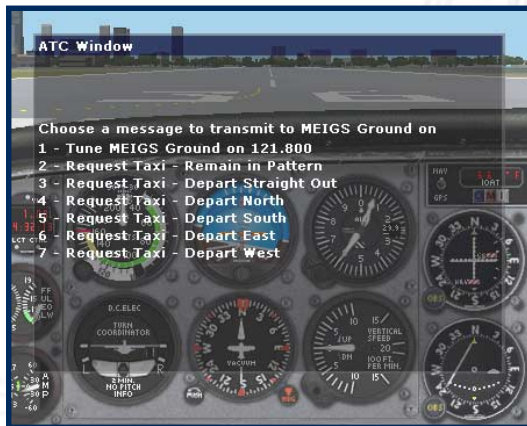 ATC Window
Choose a message to transmit to MEIGS Ground on
1 - Tune MEIGS Ground on 121.800
2 - Request Taxi - Remain in Pattern
3 - Request Taxi - Depart Straight Out
4 - Request Taxi - Depart North
5 - Request Taxi - Depart South
6 - Request Taxi - Depart East
7 - Request Taxi - Depart West
NAV
GPS
OAT
D.C.ELEC
TURN
COORDINATOR
L R
2 MIN.
NO PITCH
INFO
VACUUM
PUSH
UP
DN
VERTICAL
SPEED
100 FT.
PER MIN.
OBS
OBS